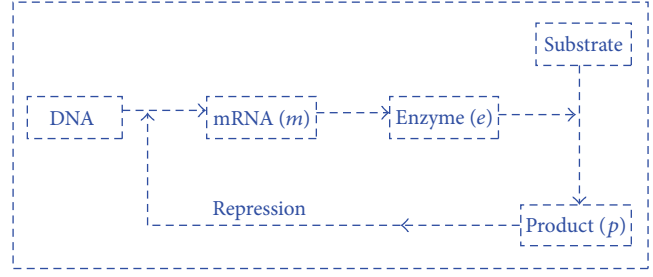 Substrate
DNA
mRNA (m)
Enzyme (e)
Repression
Product (p)